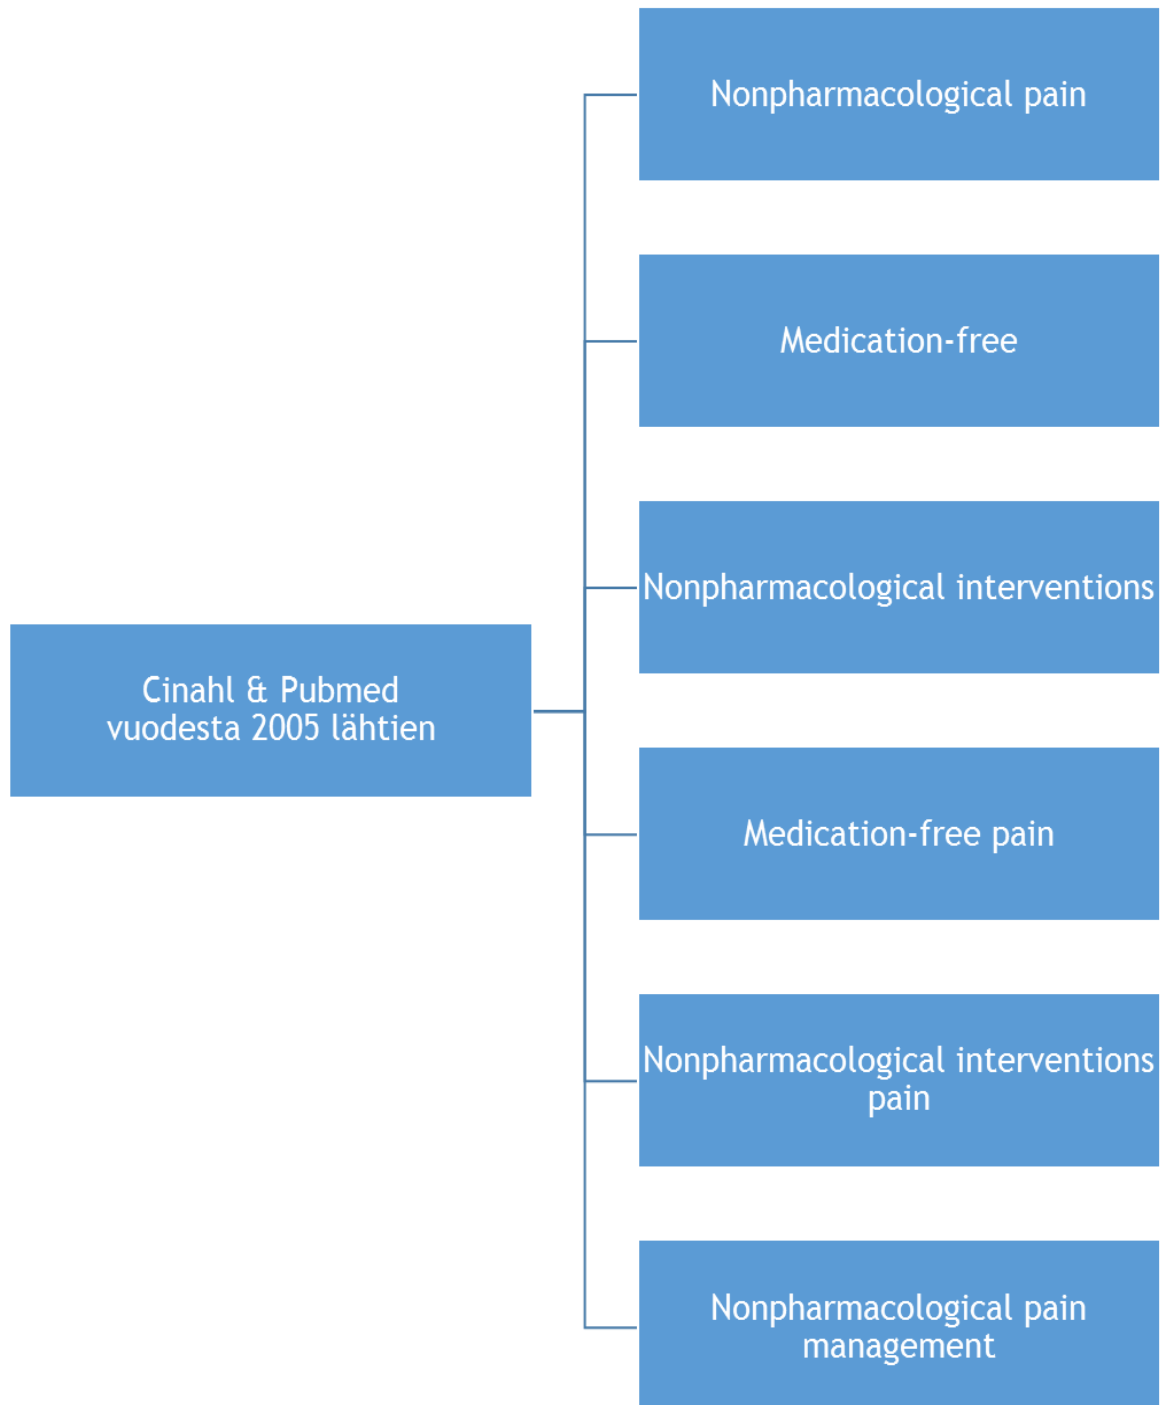 Nonpharmacological pain
Medication-free
Nonpharmacological interventions
Cinahl & Pubmed
vuodesta 2005 lähtien
Medication-free pain
Nonpharmacological interventions
pain
Nonpharmacological pain
management